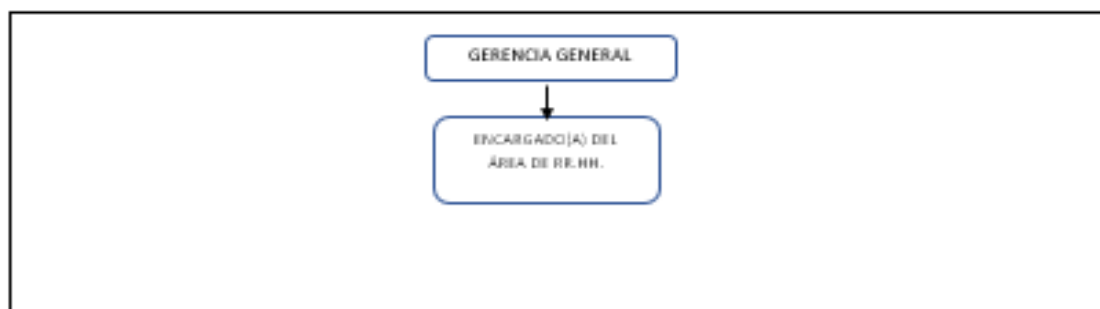 GERENCIA GENERAL
ENCARGADO(A) DEL
ÁREA DE RR.HH.